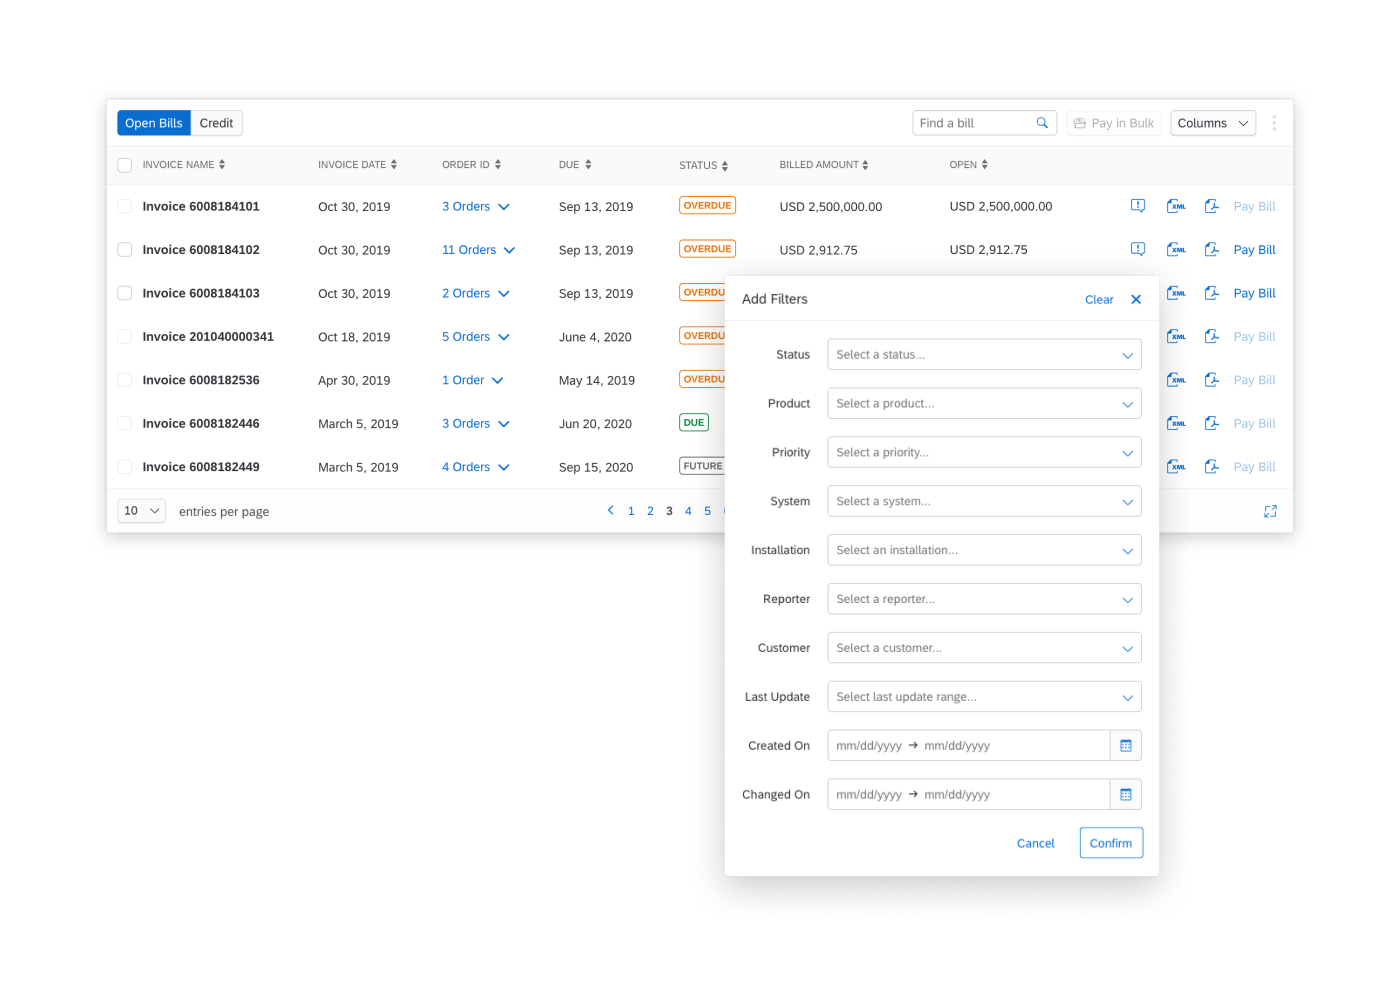 Open Bills Credit Find a bill Pay in Bulk Columns
INVOICE NAME INVOICE DATE ORDER ID DUE STATUS BILLED AMOUNT OPEN
Invoice 6008184101 Oct 30, 2019 3 Orders Sep 13, 2019 OVERDUE USD 2,500,000.00 USD 2,500,000.00 XML Pay Bill
Invoice 6008184102 Oct 30, 2019 11 Orders Sep 13, 2019 OVERDUE USD 2,912.75 USD 2,912.75 XML Pay Bill
Invoice 6008184103 Oct 30, 2019 2 Orders Sep 13, 2019 OVERDU XML Pay Bill
Invoice 201040000341 Oct 18, 2019 5 Orders June 4, 2020 OVERDU XML Pay Bill
Invoice 6008182536 Apr 30, 2019 1 Order May 14, 2019 OVERDU XML Pay Bill
Invoice 6008182446 March 5, 2019 3 Orders Jun 20, 2020 DUE XML Pay Bill
Invoice 6008182449 March 5, 2019 4 Orders Sep 15, 2020 FUTURE XML Pay Bill
10 entries per page 1 2 3 4 5
Add Filters Clear
Status Select a status...
Product Select a product...
Priority Select a priority...
System Select a system...
Installation Select an installation...
Reporter Select a reporter...
Customer Select a customer...
Last Update Select last update range...
Created On mm/dd/yyyy → mm/dd/yyyy
Changed On mm/dd/yyyy → mm/dd/yyyy
Cancel Confirm